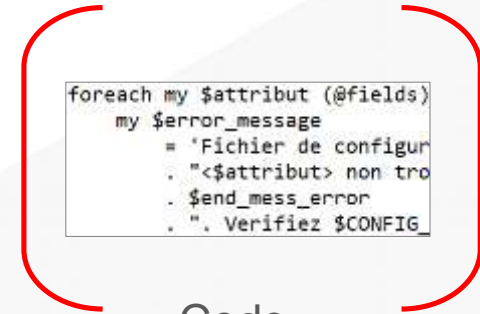 foreach my $attribut (@fields)
my $error_message
= 'Fichier de configur
. "<$attribut> non tro
. $end_mess_error
. ". Verifiez $CONFIG_
Code